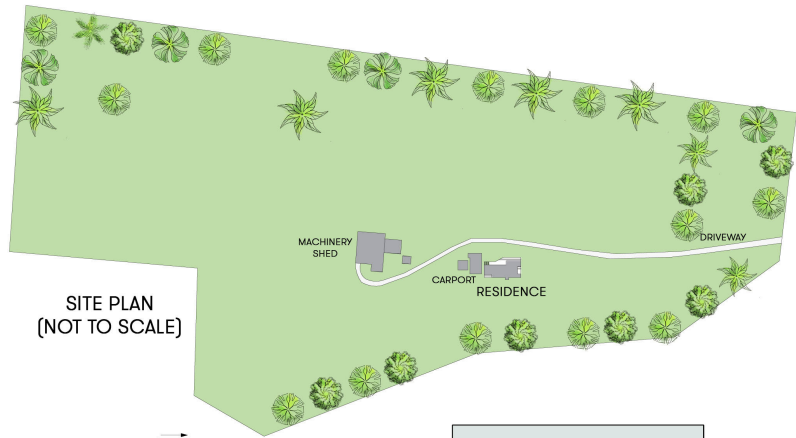 MACHINERY
SHED
DRIVEWAY
CARPORT
RESIDENCE
SITE PLAN
(NOT TO SCALE)